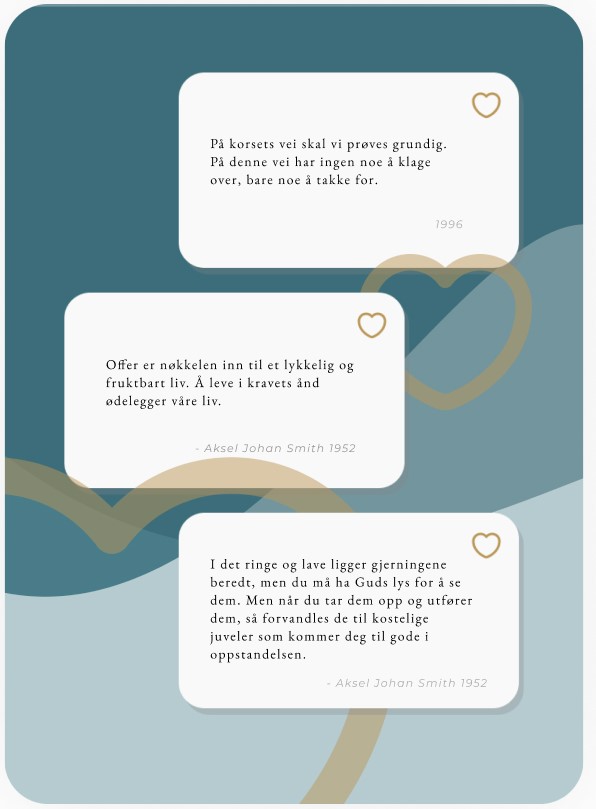 På korsets vei skal vi prøves grundig.
På denne vei har ingen noe å klage
over, bare noe å takke for.
1996
Offer er nøkkelen inn til et lykkelig og
fruktbart liv. Å leve i kravets ånd
ødelegger våre liv.
- Aksel Johan Smith 1952
I det ringe og lave ligger gjerningene
beredt, men du må ha Guds lys for å se
dem. Men når du tar dem opp og utfører
dem, så forvandles de til kostelige
juveler som kommer deg til gode i
oppstandelsen.
- Aksel Johan Smith 1952